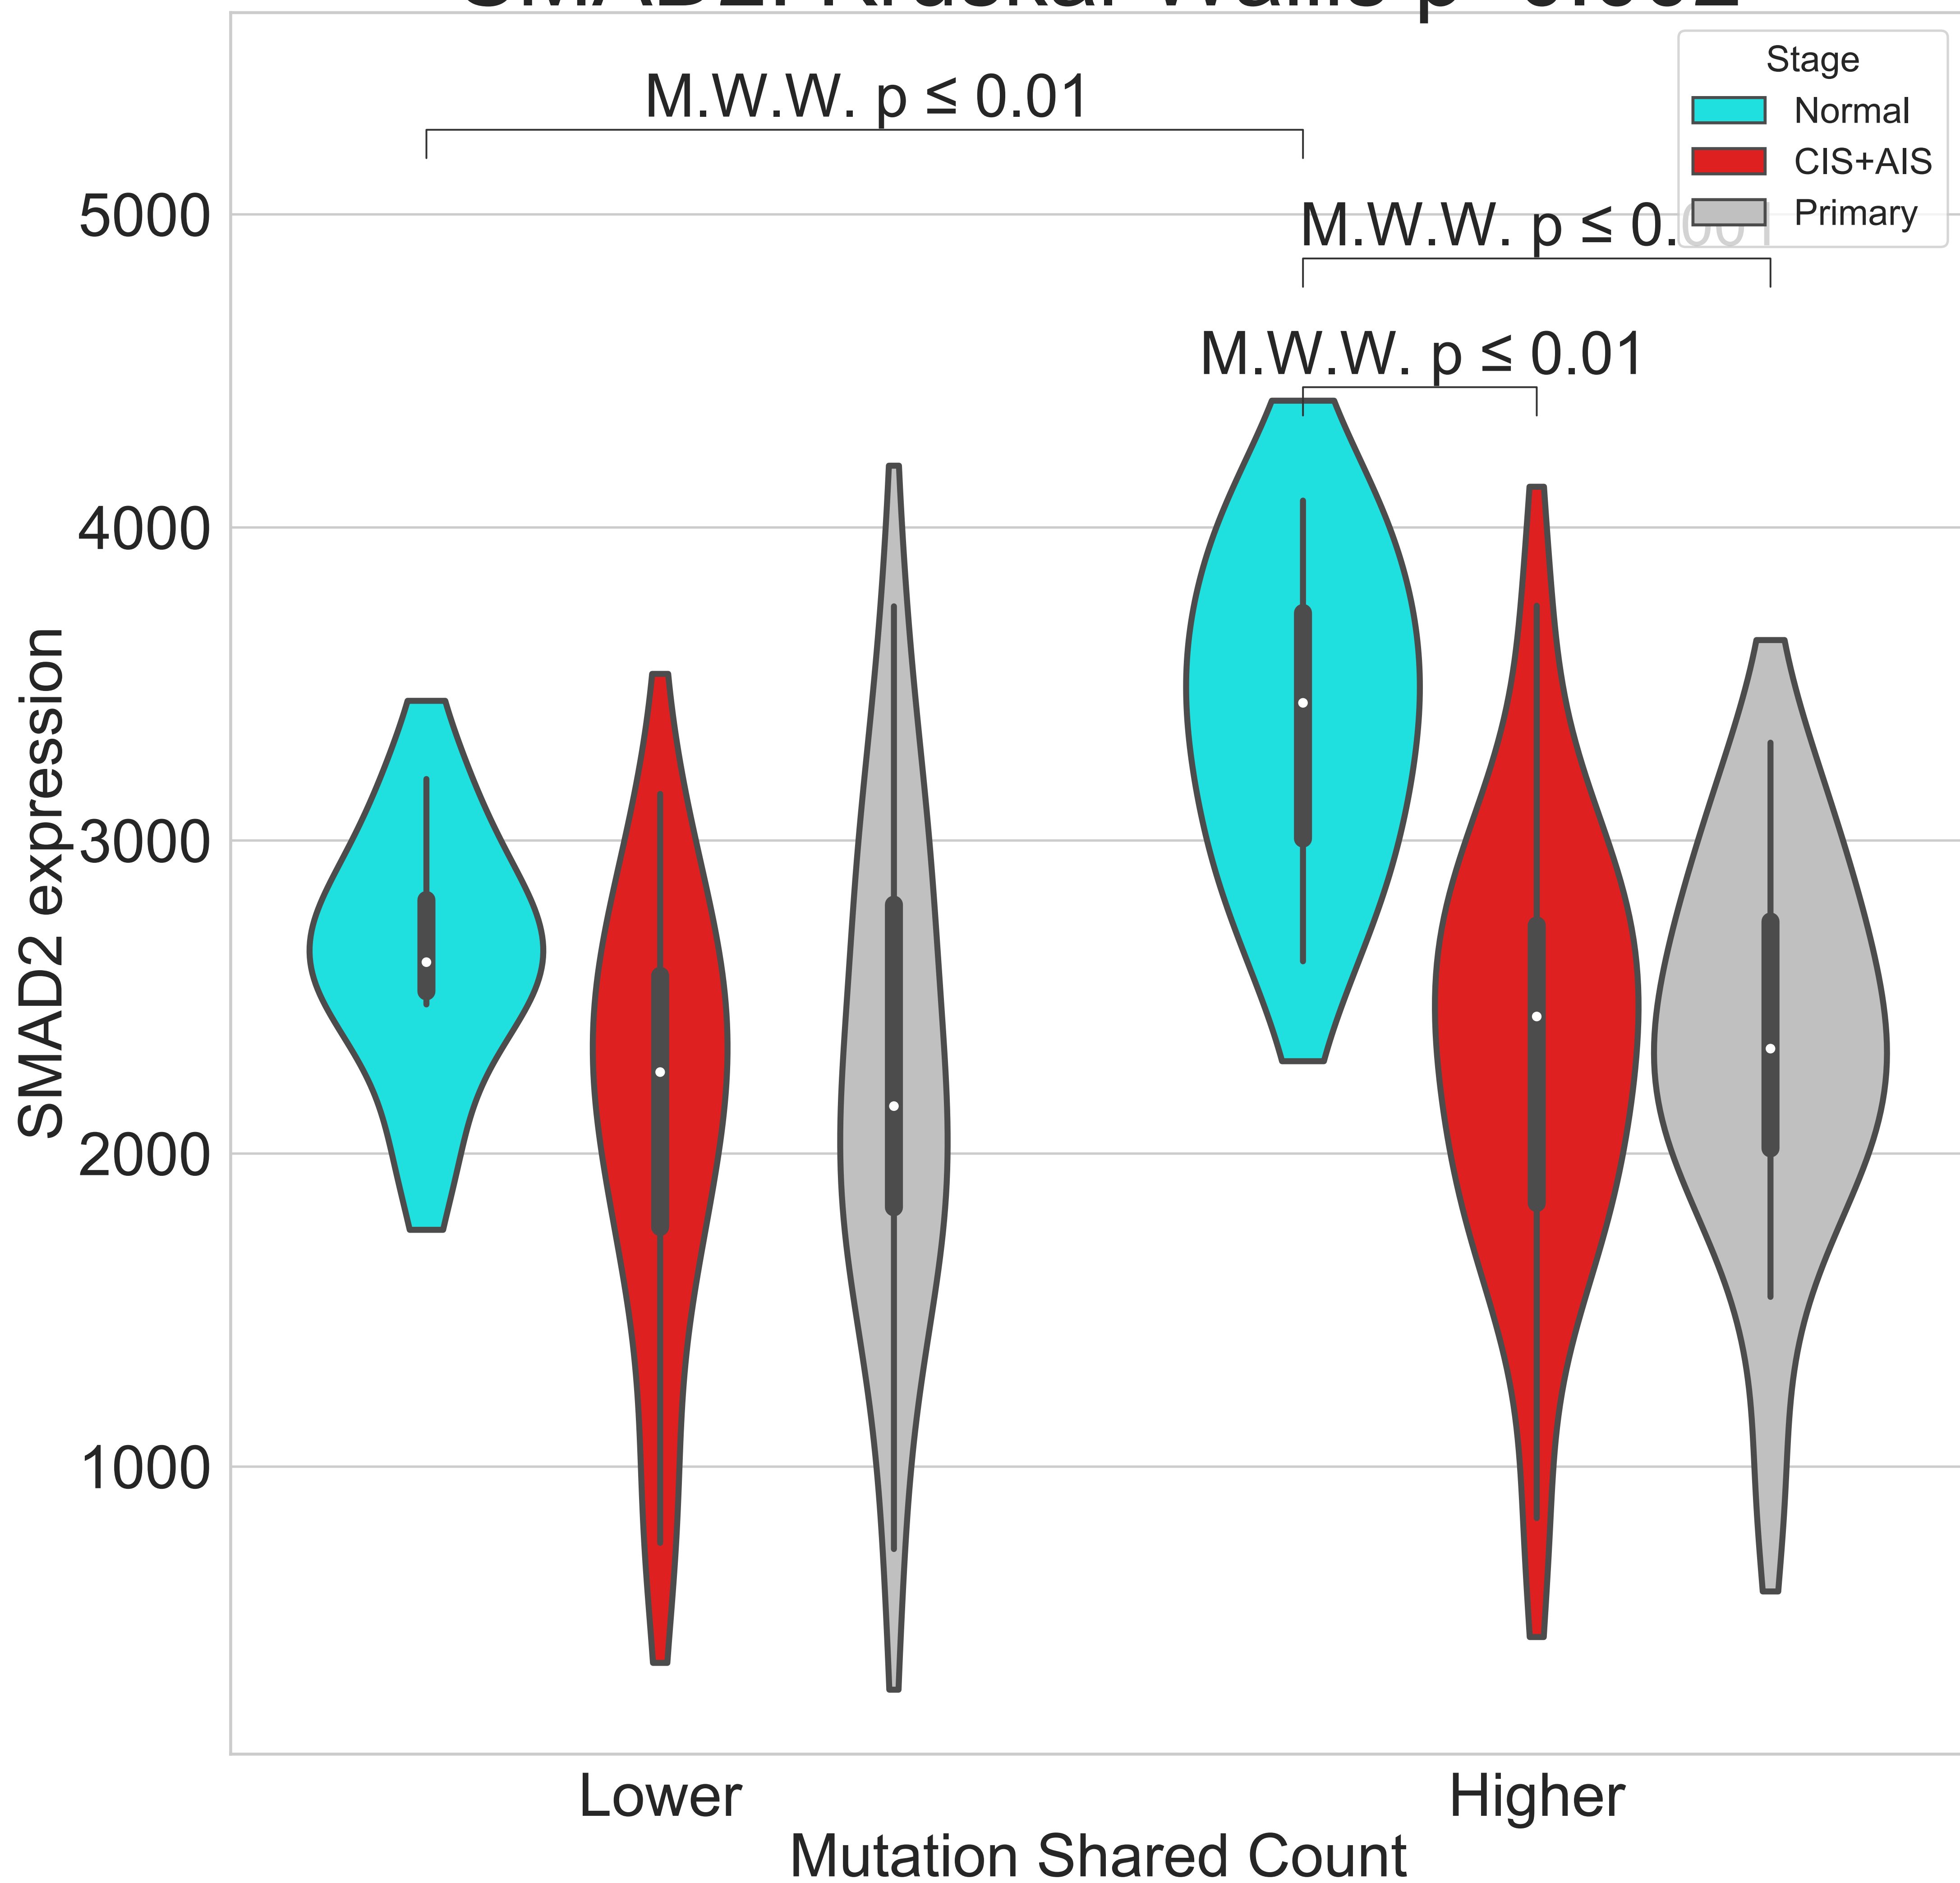 M.W.W. p ≤ 0.01
Stage
Normal
CIS+AIS
Primary
M.W.W. p ≤ 0.001
M.W.W. p ≤ 0.01
5000
4000
3000
2000
1000
SMAD2 expression
Lower
Higher
Mutation Shared Count